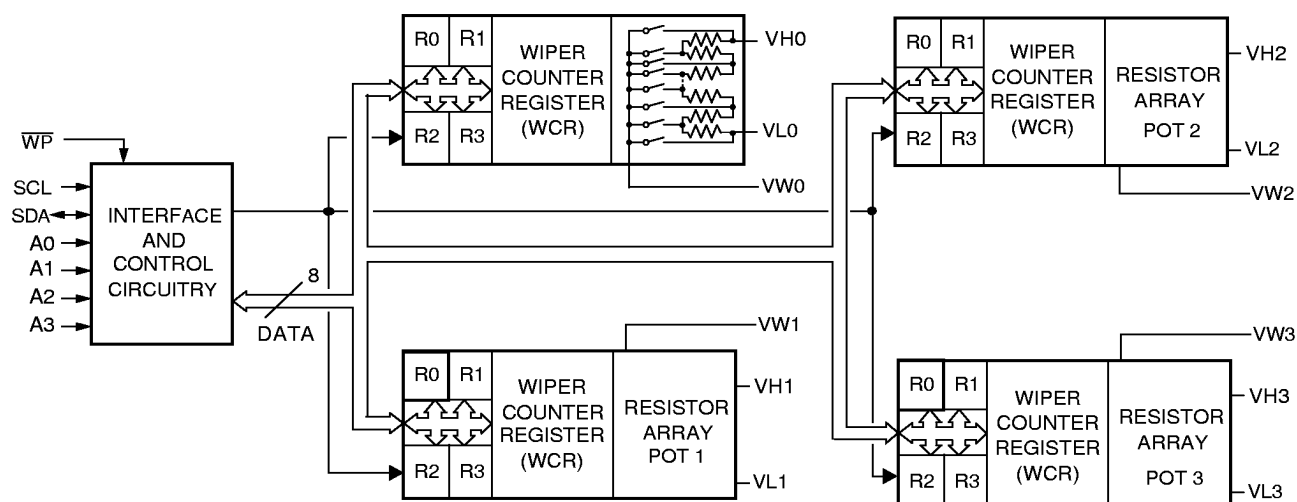 R0 R1
WIPER
COUNTER
REGISTER
(WCR)
VH0
VL0
R2 R3
VW0
R0 R1
WIPER
COUNTER
REGISTER
(WCR)
RESISTOR
ARRAY
POT 2
VH2
VL2
R2 R3
VW2
WP
SCL
SDA
A0
A1
A2
A3
INTERFACE
AND
CONTROL
CIRCUITRY
8
DATA
VW1
R0 R1
WIPER
COUNTER
REGISTER
(WCR)
RESISTOR
ARRAY
POT 1
VH1
VL1
R2 R3
VW3
R0 R1
WIPER
COUNTER
REGISTER
(WCR)
RESISTOR
ARRAY
POT 3
VH3
VL3
R2 R3